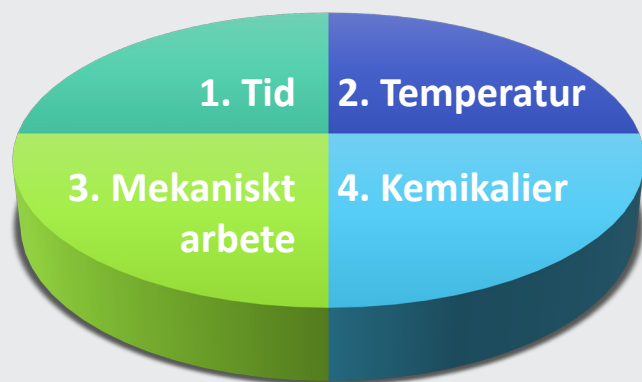 1. Tid
2. Temperatur
3. Mekaniskt
arbete
4. Kemikalier